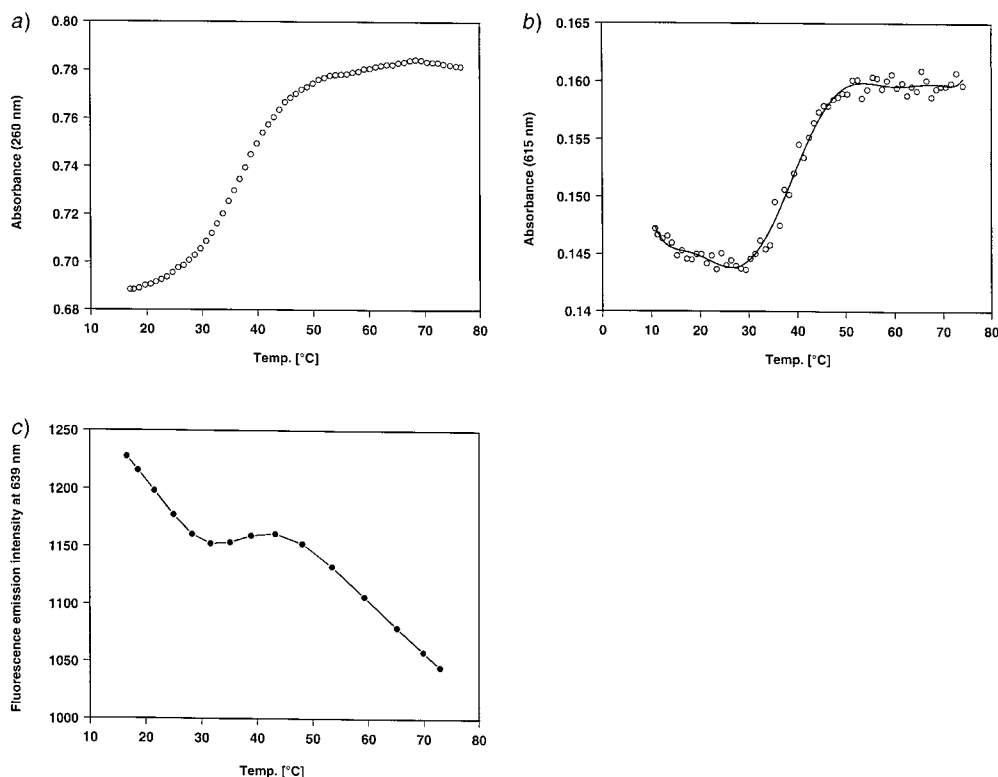 a)
Absorbance (260 nm)
0.80
0.78
0.76
0.74
0.72
0.70
0.68
10 20 30 40 50 60 70 80
Temp. [°C]
b)
Absorbance (615 nm)
0.165
0.160
0.155
0.150
0.145
0.14
0 10 20 30 40 50 60 70 80
Temp. [°C]
c)
Fluorescence emission intensity at 639 nm
1250
1200
1150
1100
1050
1000
10 20 30 40 50 60 70 80
Temp. [°C]